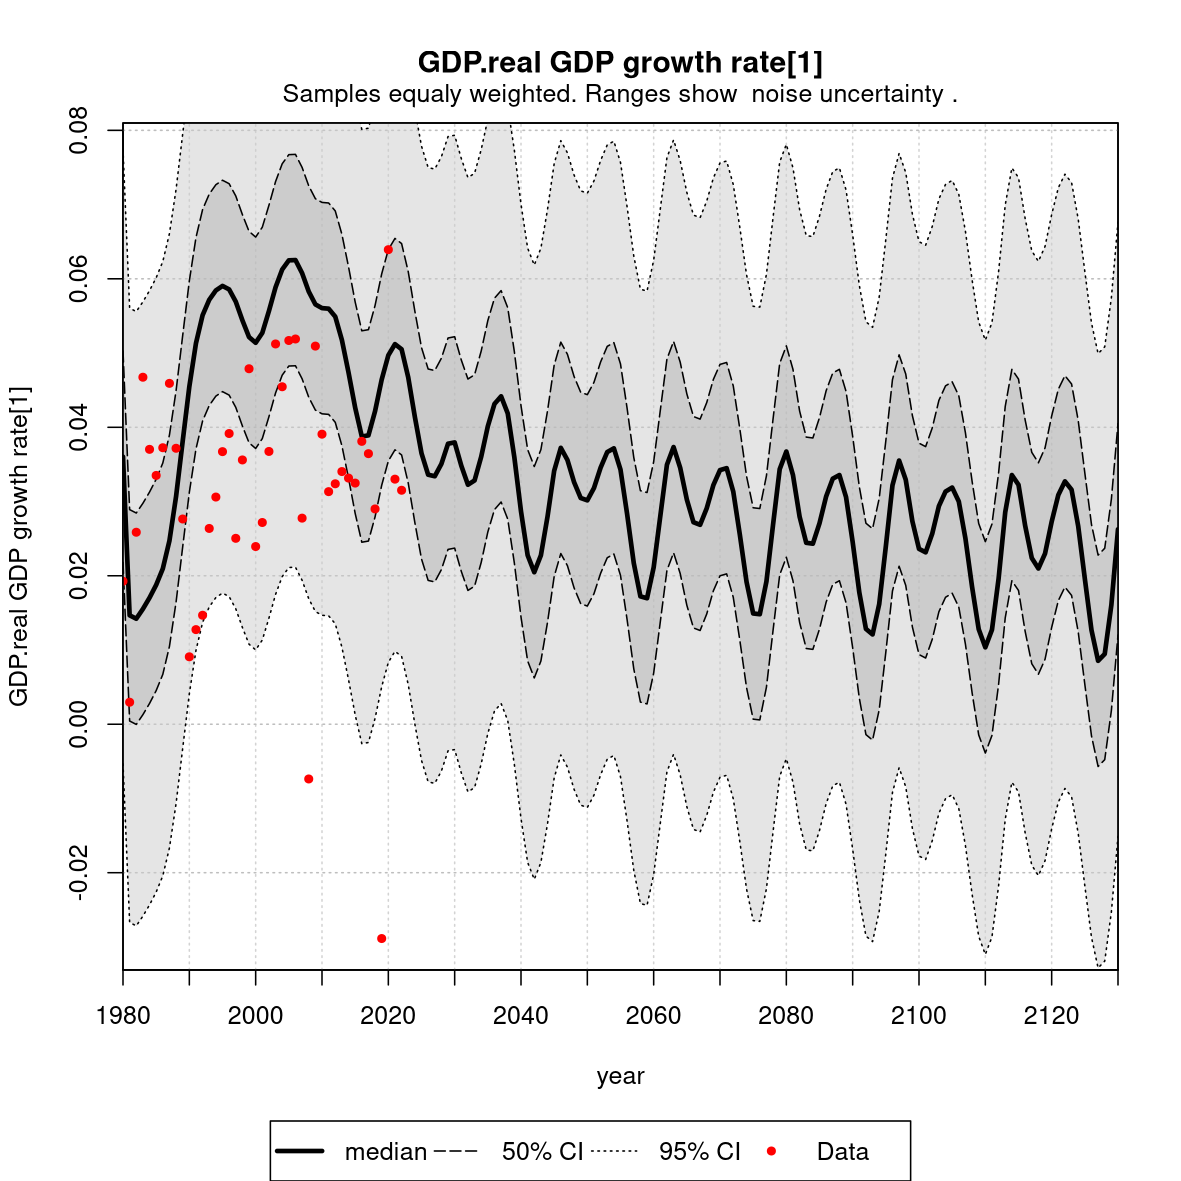 GDP.real GDP growth rate[1]
Samples equaly weighted. Ranges show  noise uncertainty .
GDP.real GDP growth rate[1]
0.08
0.06
0.04
0.02
0.00
-0.02
1980 2000 2020 2040 2060 2080 2100 2120
year
median 50% CI 95% CI Data